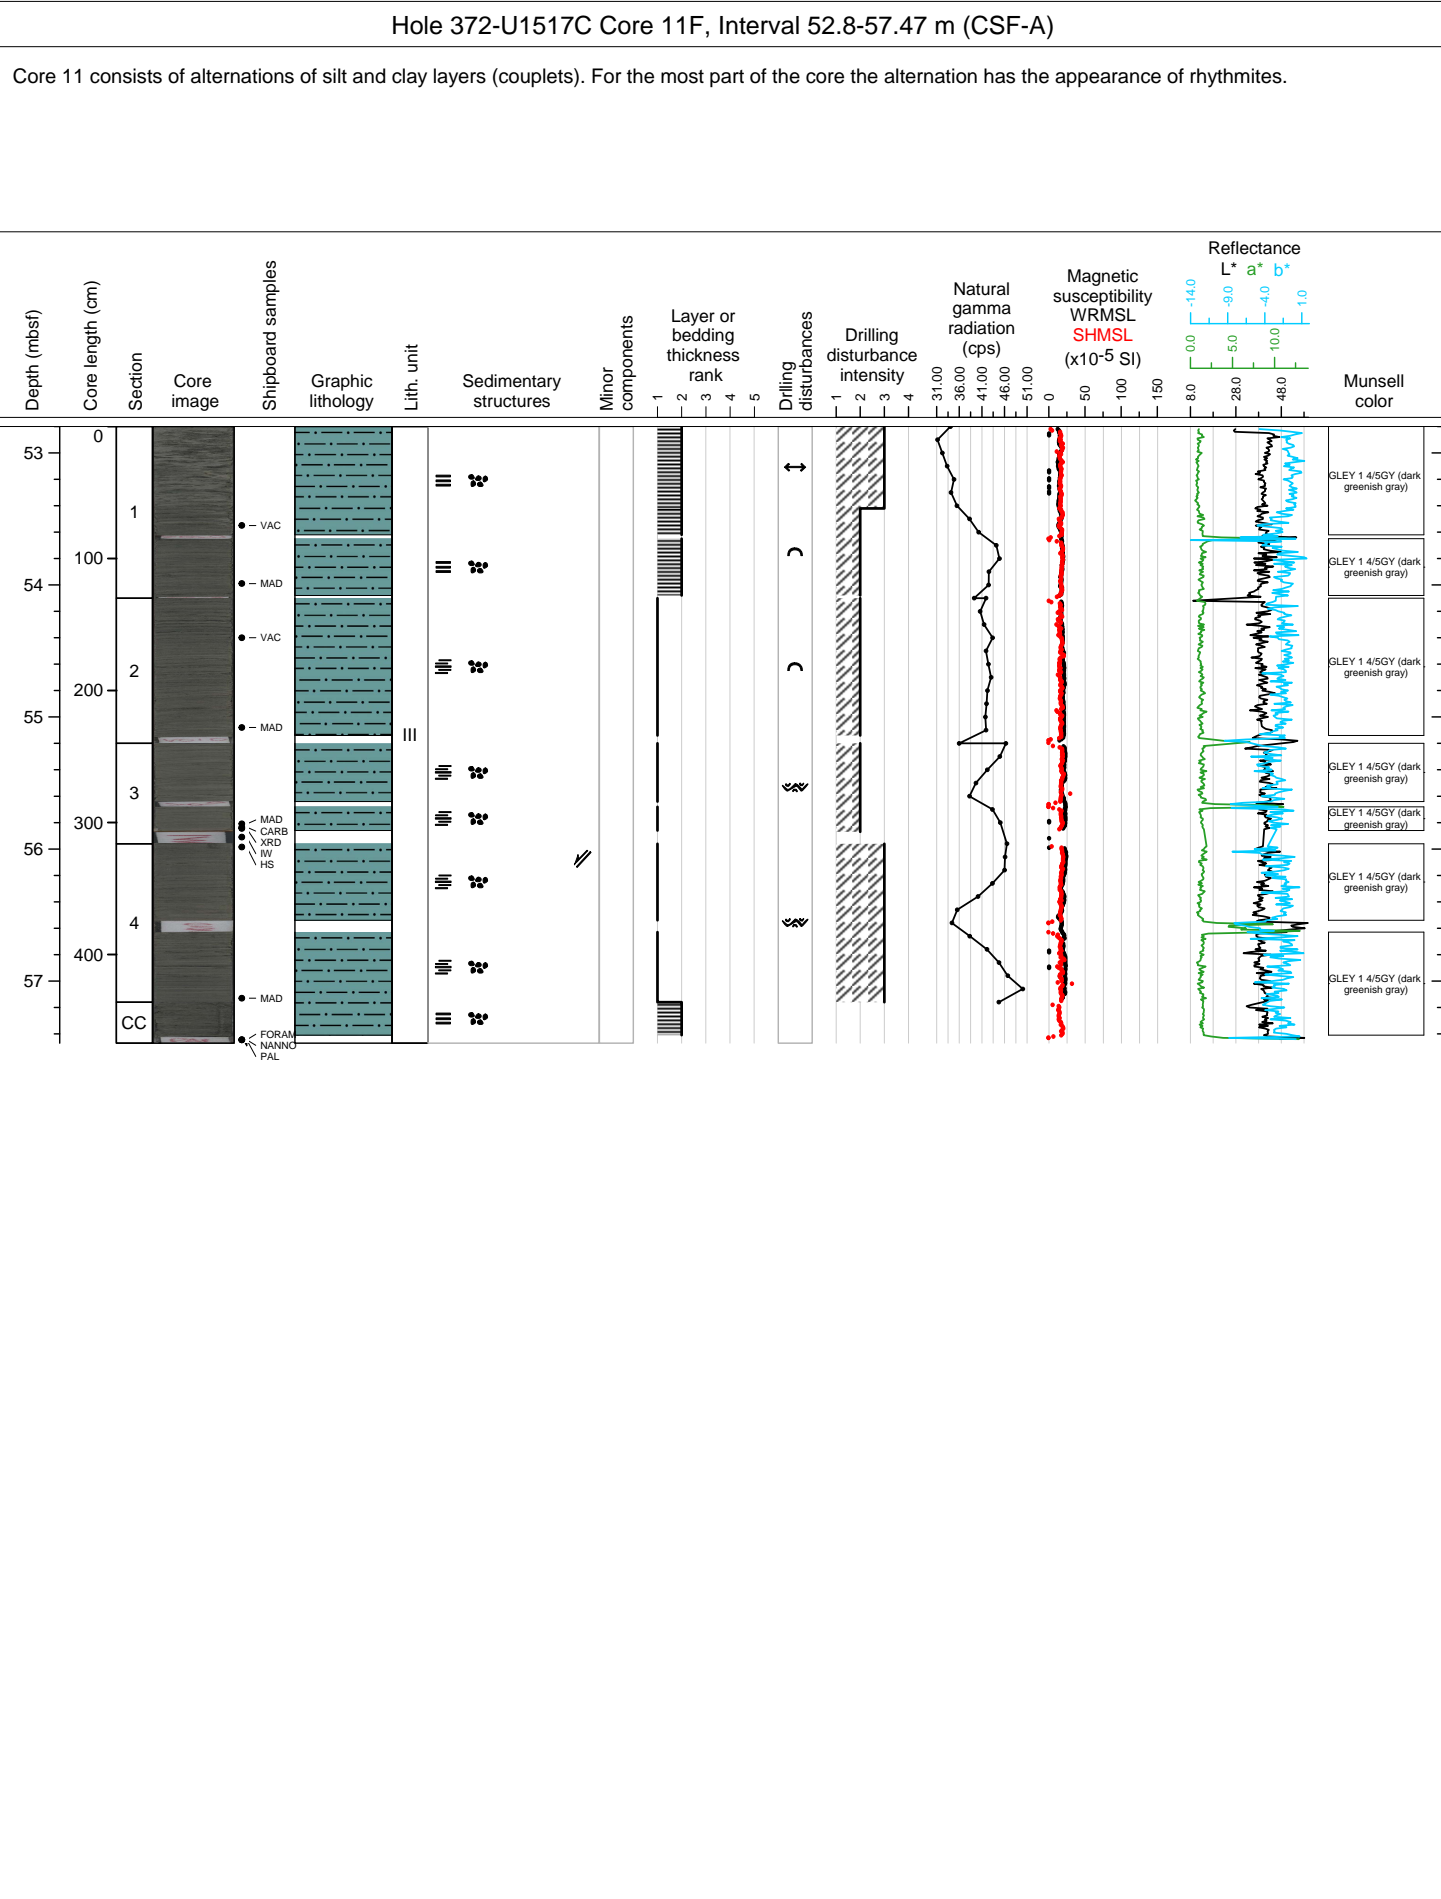 Hole 372-U1517C Core 11F, Interval 52.8-57.47 m (CSF-A)
Core 11 consists of alternations of silt and clay layers (couplets). For the most part of the core the alternation has the appearance of rhythmites.
Depth (mbsf)
Core length (cm)
Section
Core
image
Shipboard samples
Graphic
lithology
Lith. unit
Sedimentary
structures
Minor
components
Layer or
bedding
thickness
rank
1 2 3 4 5
Drilling
disturbances
Drilling
disturbance
intensity
1 2 3 4
Natural
gamma
radiation
(cps)
31.00 36.00 41.00 46.00 51.00
Magnetic
susceptibility
WRMSL
SHMSL
(x10-5 SI)
0 50 100 150
Reflectance
L* a* b*
-14.0 -9.0 -4.0 1.0
0.0 5.0 10.0
8.0 28.0 48.0
Munsell
color
53
54
55
56
57
0
100
200
300
400
1
2
3
4
CC
VAC
MAD
VAC
MAD
MAD
CARB
XRD
IW
HS
MAD
FORAM
NANNO
PAL
III
GLEY 1 4/5GY (dark
greenish gray)
GLEY 1 4/5GY (dark
greenish gray)
GLEY 1 4/5GY (dark
greenish gray)
GLEY 1 4/5GY (dark
greenish gray)
GLEY 1 4/5GY (dark
greenish gray)
GLEY 1 4/5GY (dark
greenish gray)
GLEY 1 4/5GY (dark
greenish gray)